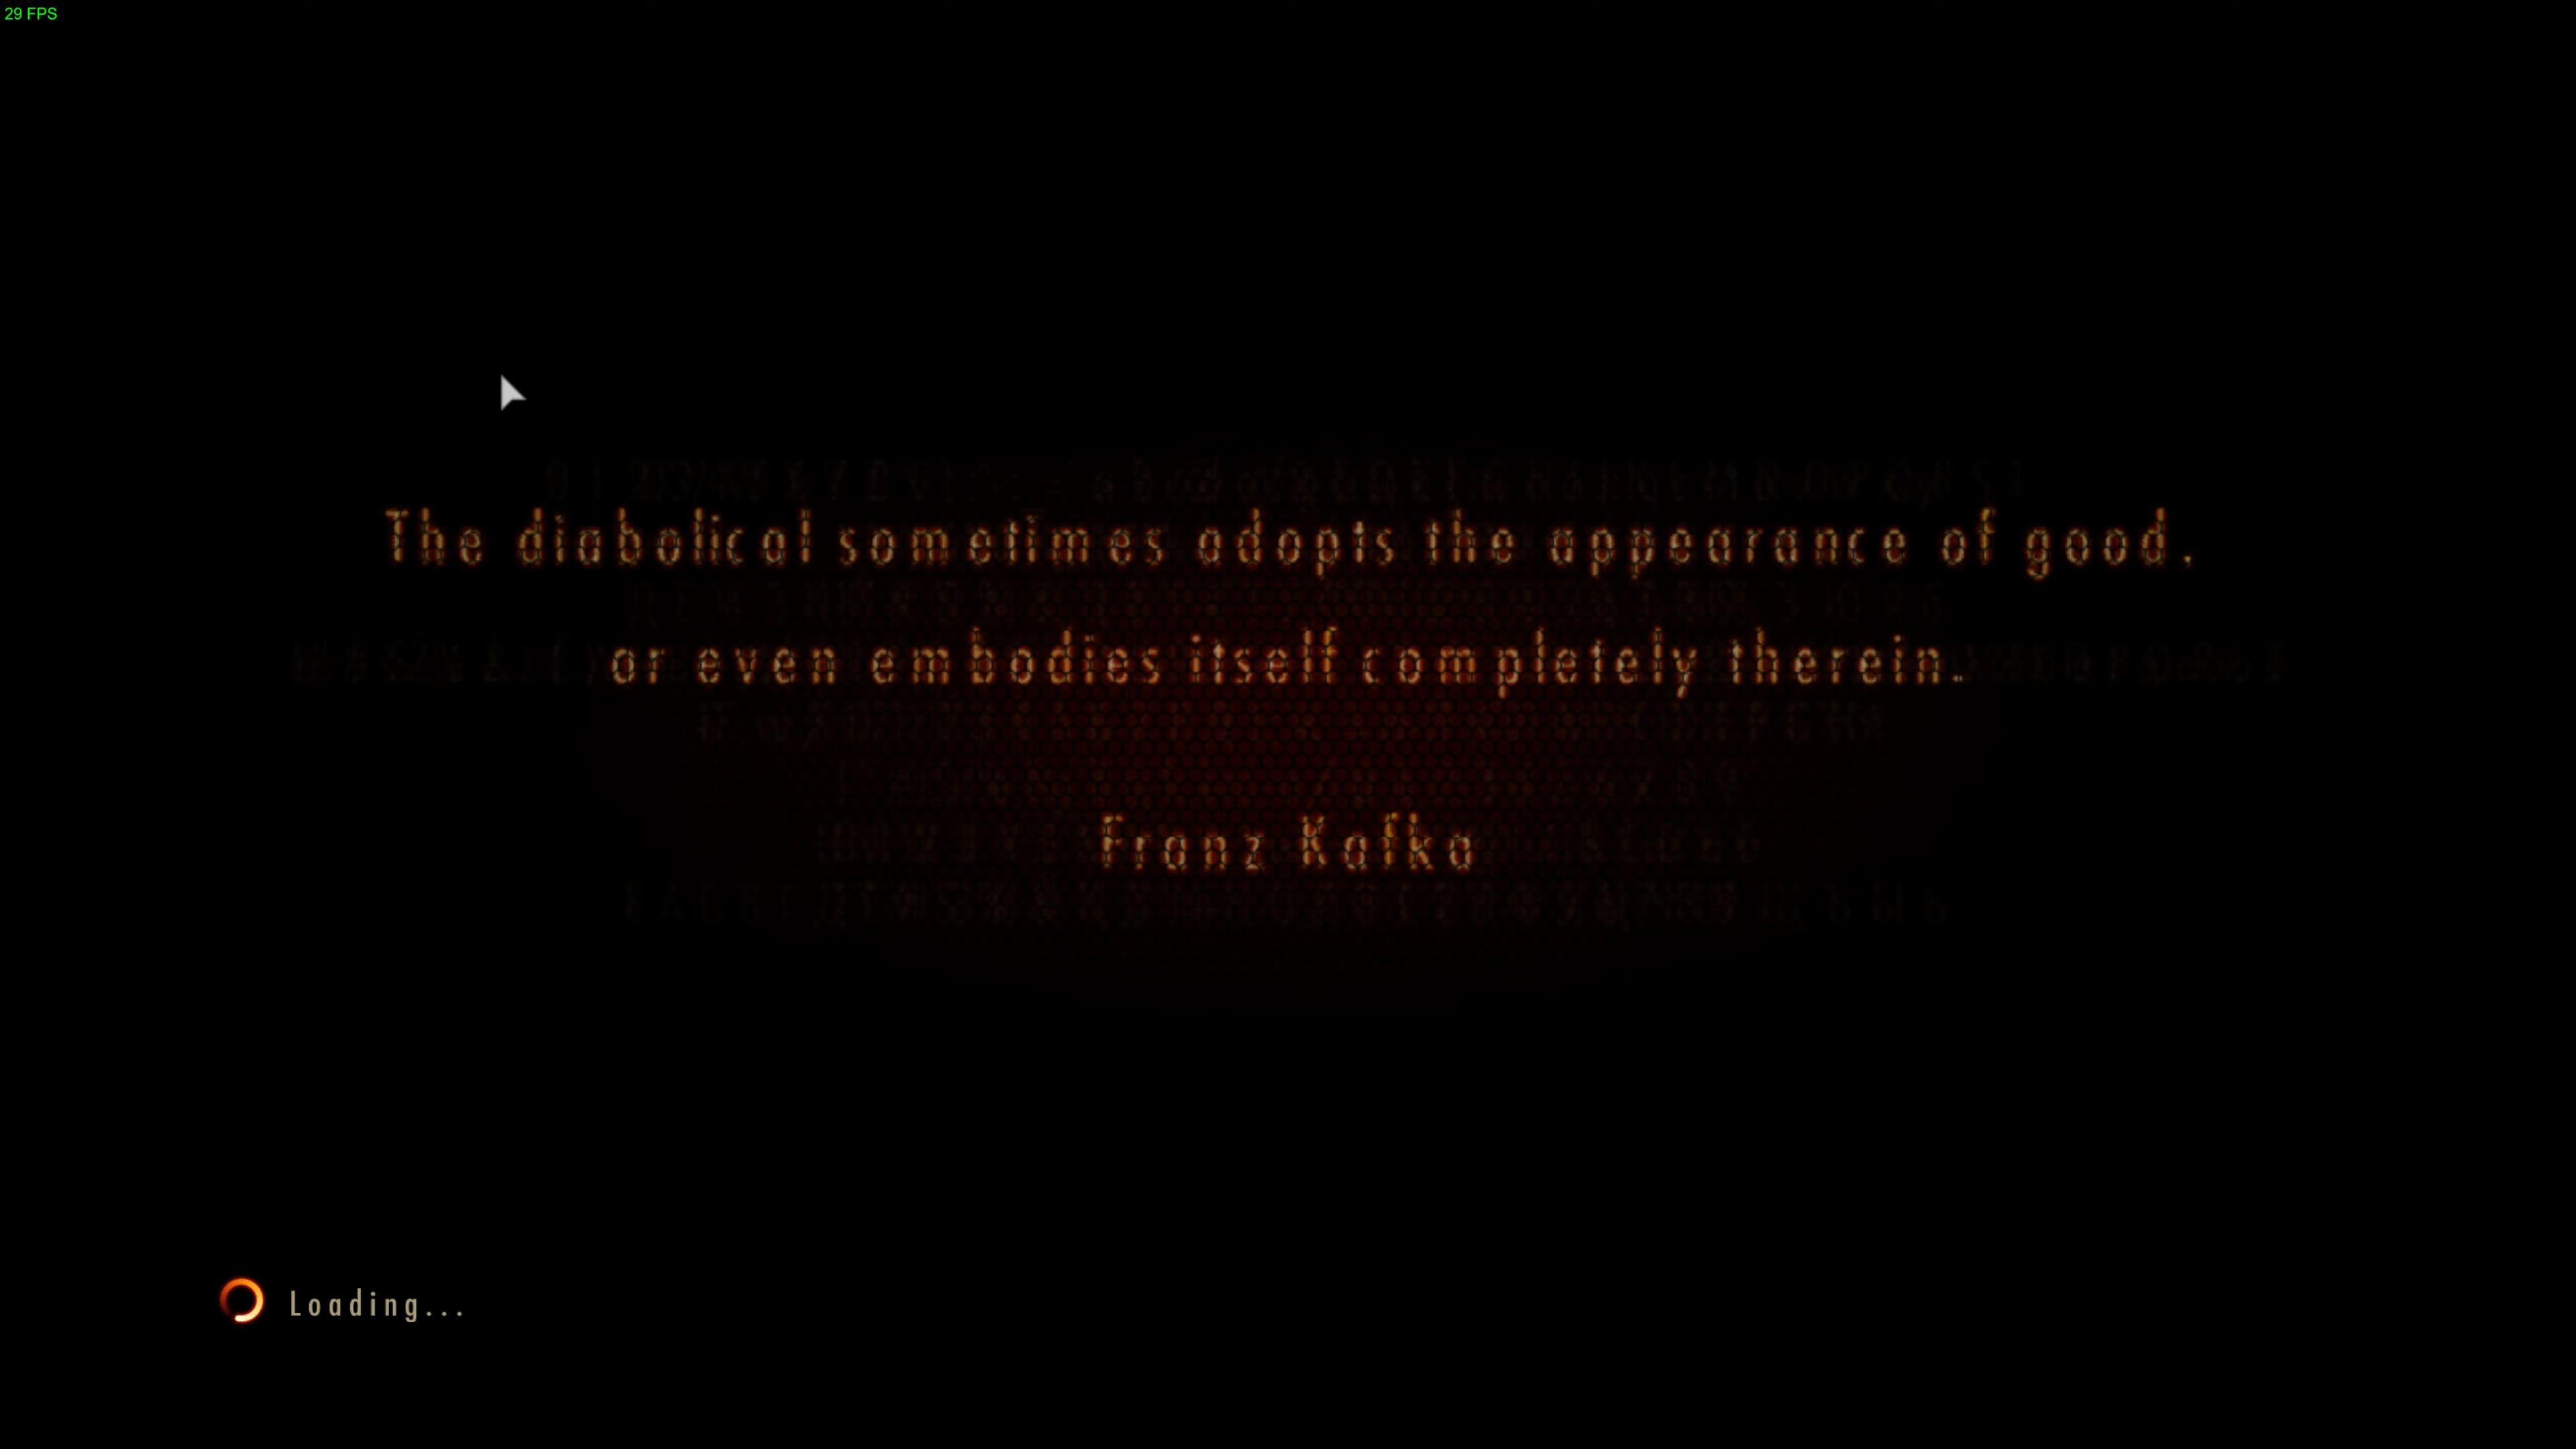 29 FPS
The diabolical sometimes adopts the appearance of good,
or even embodies itself completely therein.
Franz Kafka
Loading...